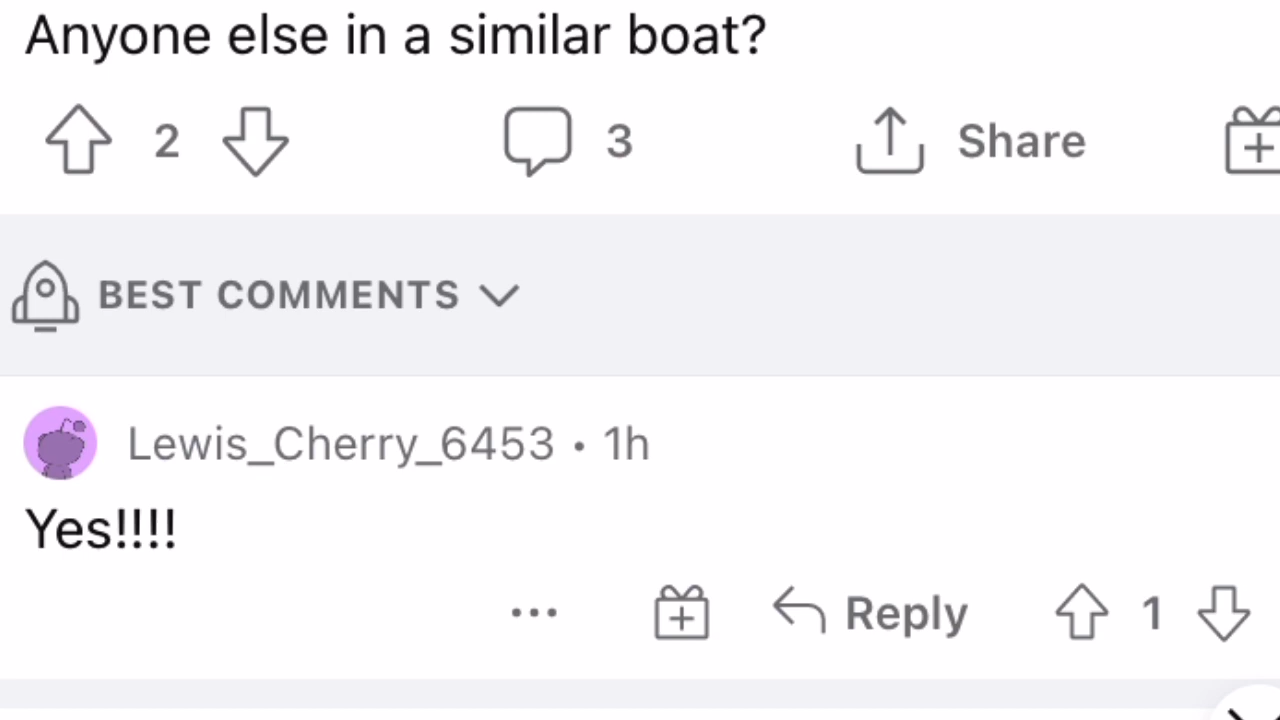 Anyone else in a similar boat?
2 3 Share
BEST COMMENTS
Lewis_Cherry_6453 • 1h
Yes!!!!
... Reply 1